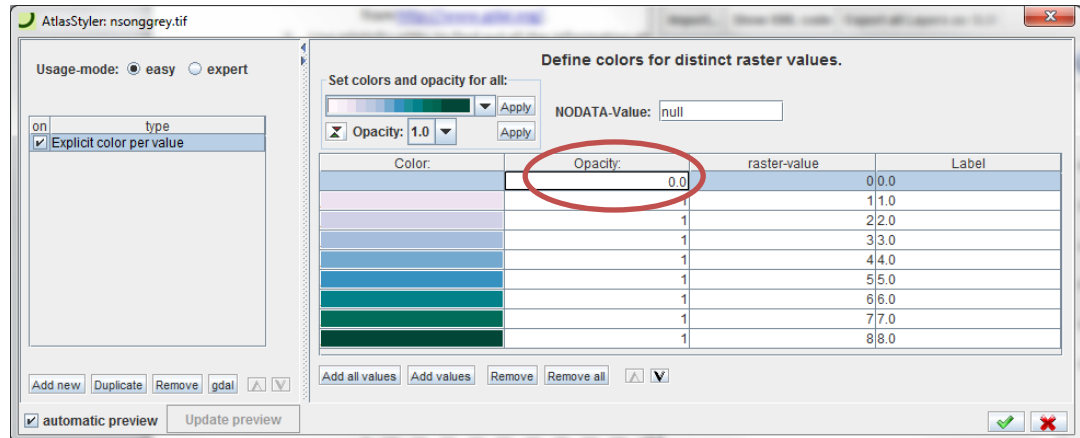 AtlasStyler: nsonggrey.tif
Usage-mode: easy expert
on type
Explicit color per value
Add new Duplicate Remove gdal
automatic preview Update preview
Define colors for distinct raster values.
Set colors and opacity for all:
Apply
NODATA-Value: null
Opacity: 1.0 Apply
Color: Opacity: raster-value Label
0.0 0 0.0
1 1 1.0
1 2 2.0
1 3 3.0
1 4 4.0
1 5 5.0
1 6 6.0
1 7 7.0
1 8 8.0
Add all values Add values Remove Remove all